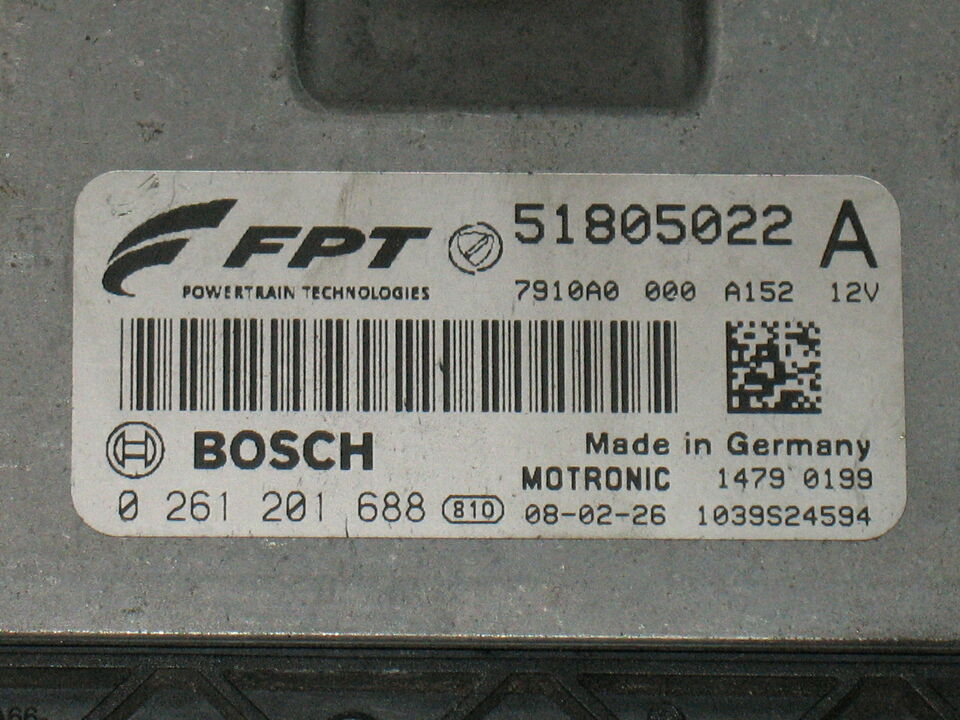 FPT 51805022 A
POWERTRAIN TECHNOLOGIES 7910A0 000 A152 12V
BOSCH Made in Germany
MOTRONIC 1479 0199
0 261 201 688 810 08-02-26 1039S24594